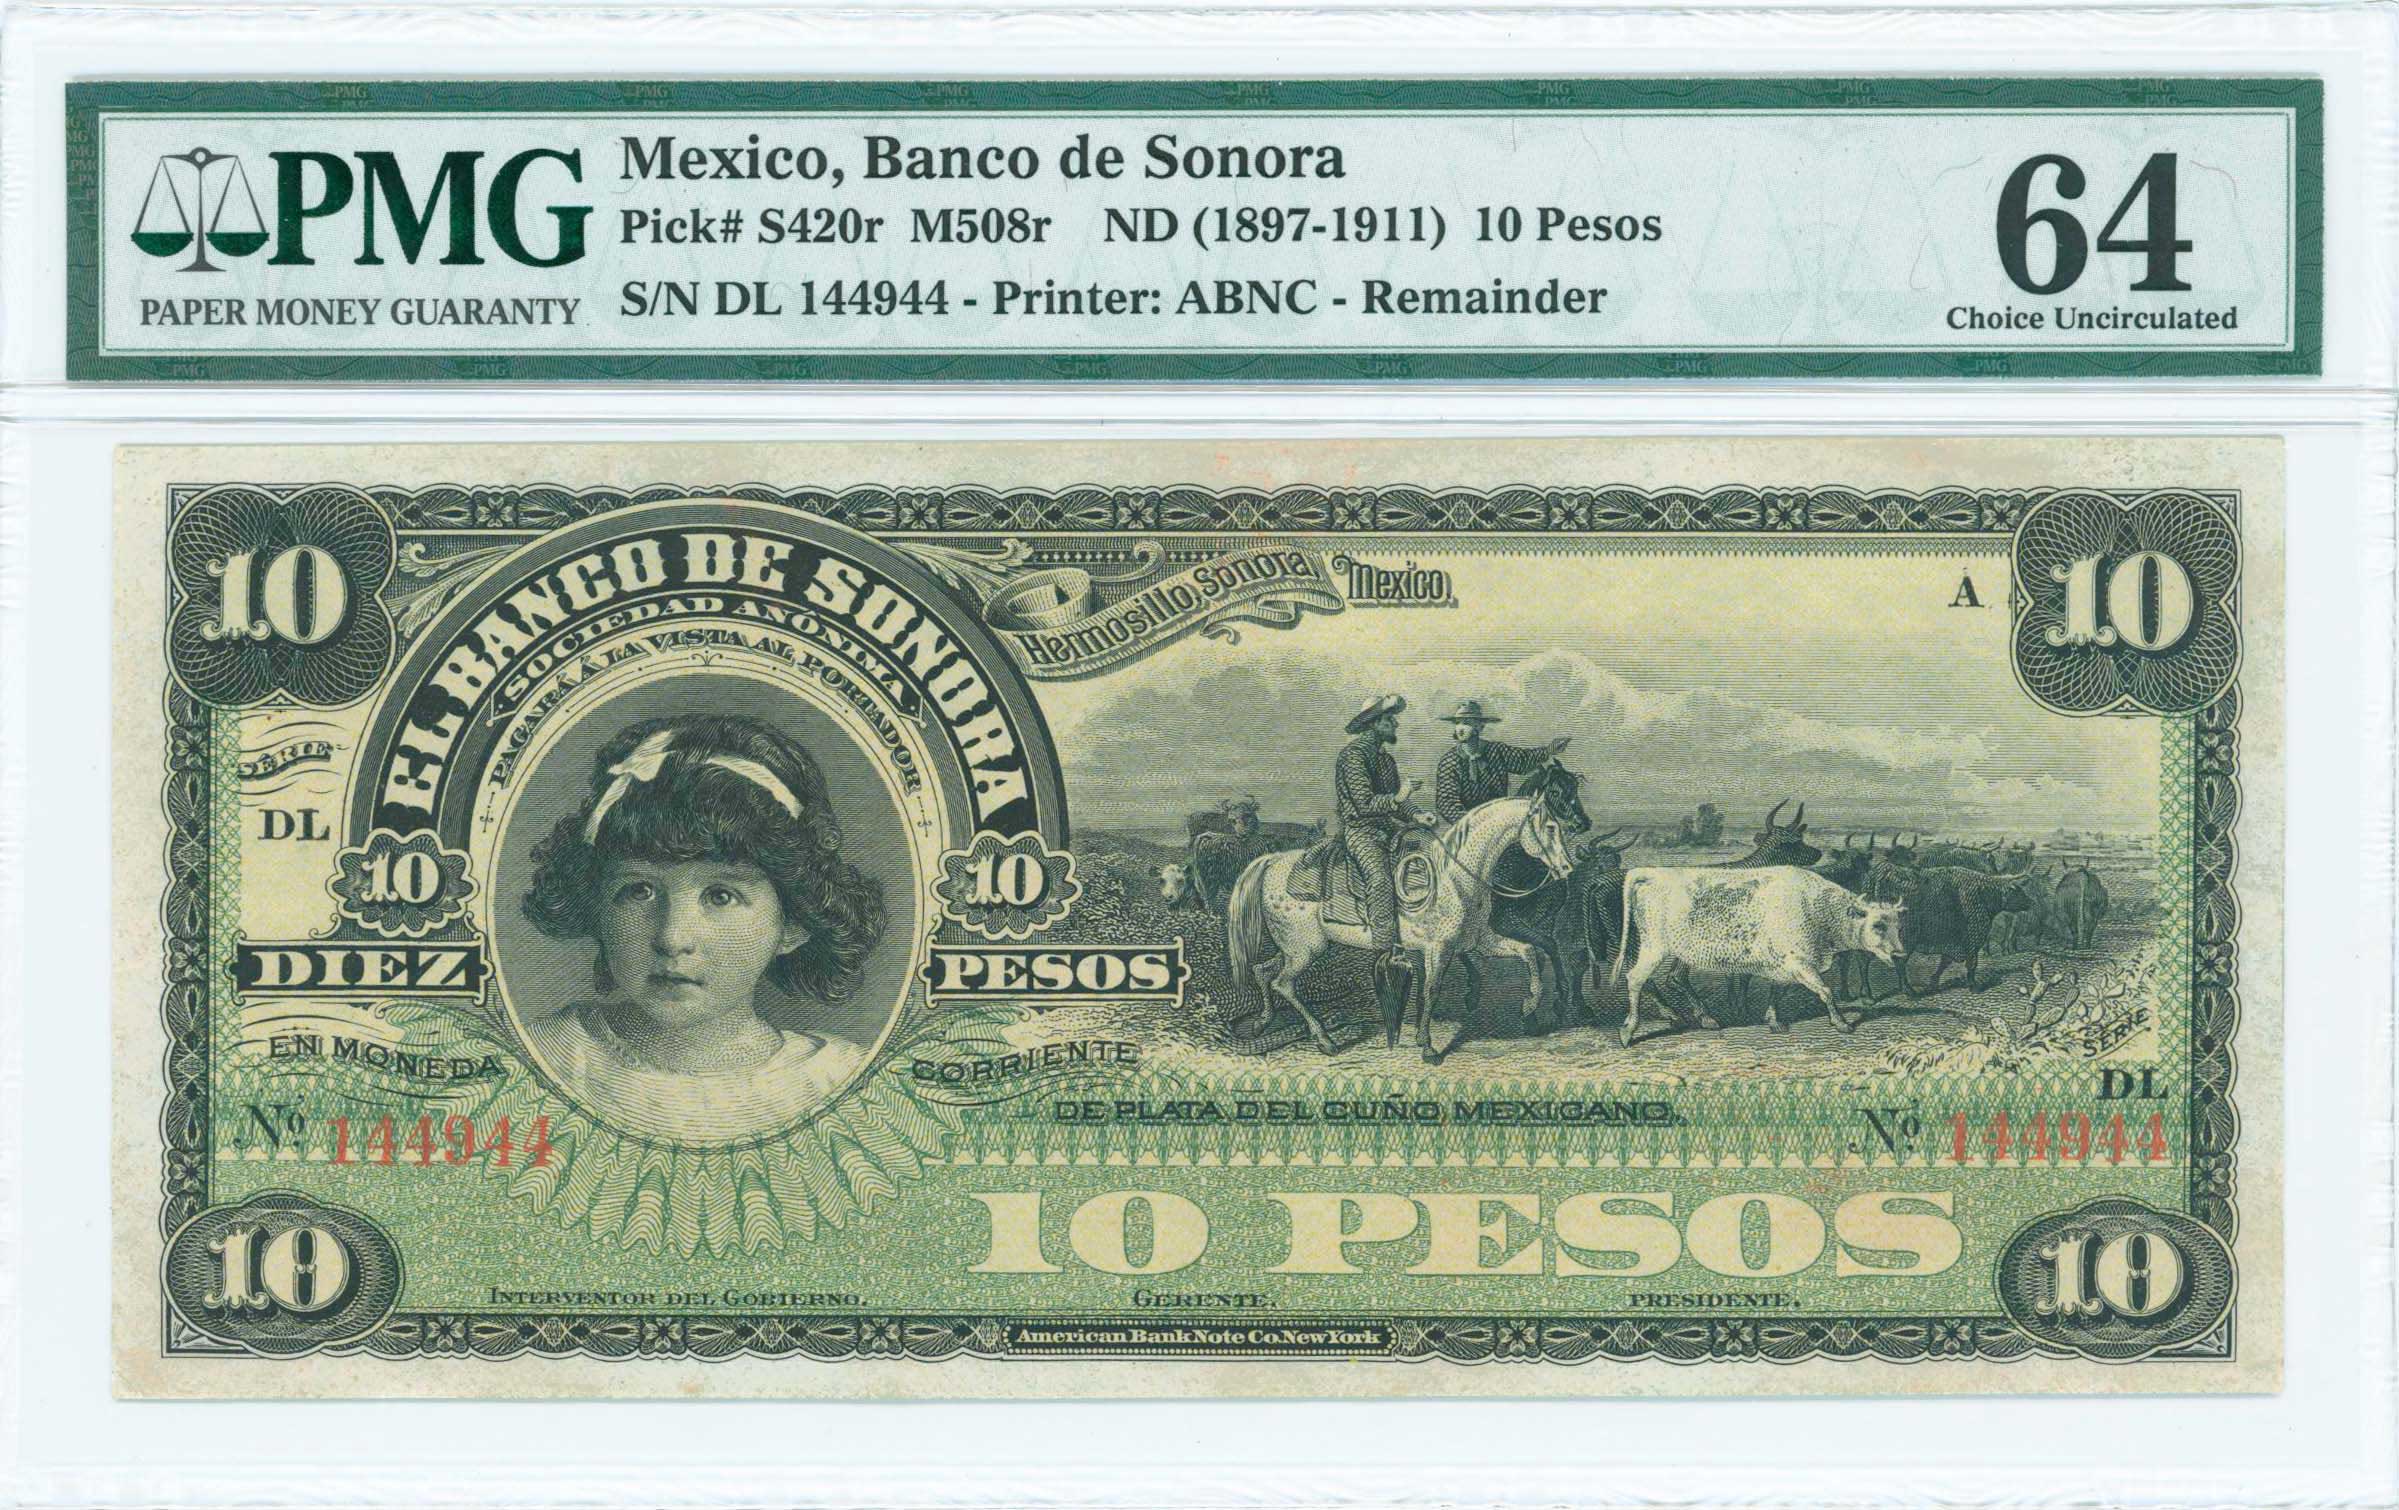 PMG
PAPER MONEY GUARANTY
Mexico, Banco de Sonora
Pick# S420r M508r ND (1897-1911) 10 Pesos
S/N DL 144944 - Printer: ABNC - Remainder
64
Choice Uncirculated
10
10
EL BANCO DE SONORA
SOCIEDAD ANÓNIMA
PAGARÁ Á LA VISTA AL PORTADOR
Hermosillo, Sonora, Mexico.
A
SERIE
DL
10
10
DIEZ
PESOS
EN MONEDA
CORRIENTE
SERIE
DL
DE PLATA DEL CUÑO MEXICANO.
No. 144944
No. 144944
10 PESOS
10
10
INTERVENTOR DEL GOBIERNO.
GERENTE.
PRESIDENTE.
American Bank Note Co. New York